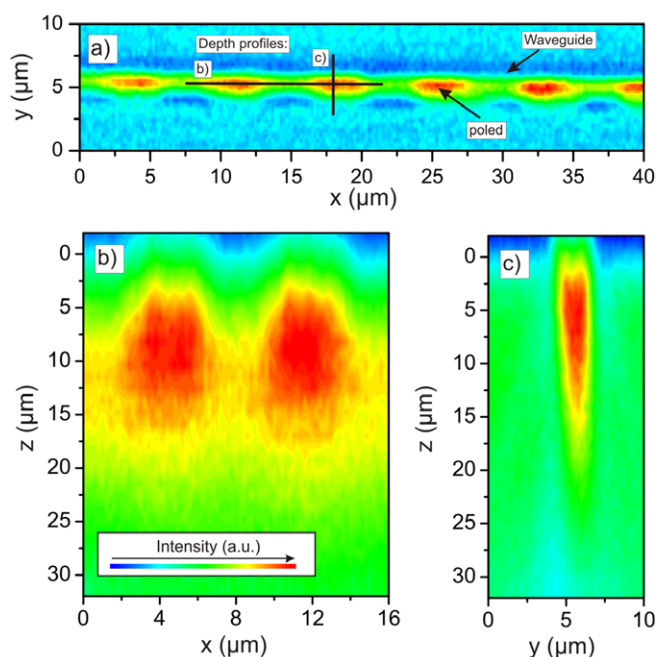 a)
Depth profiles:
b)
c)
Waveguide
poled
y (µm)
10
5
0
0 5 10 15 20 25 30 35 40
x (µm)
b)
z (µm)
0
5
10
15
20
25
30
Intensity (a.u.)
0 4 8 12 16
x (µm)
c)
z (µm)
0
5
10
15
20
25
30
0 5 10
y (µm)